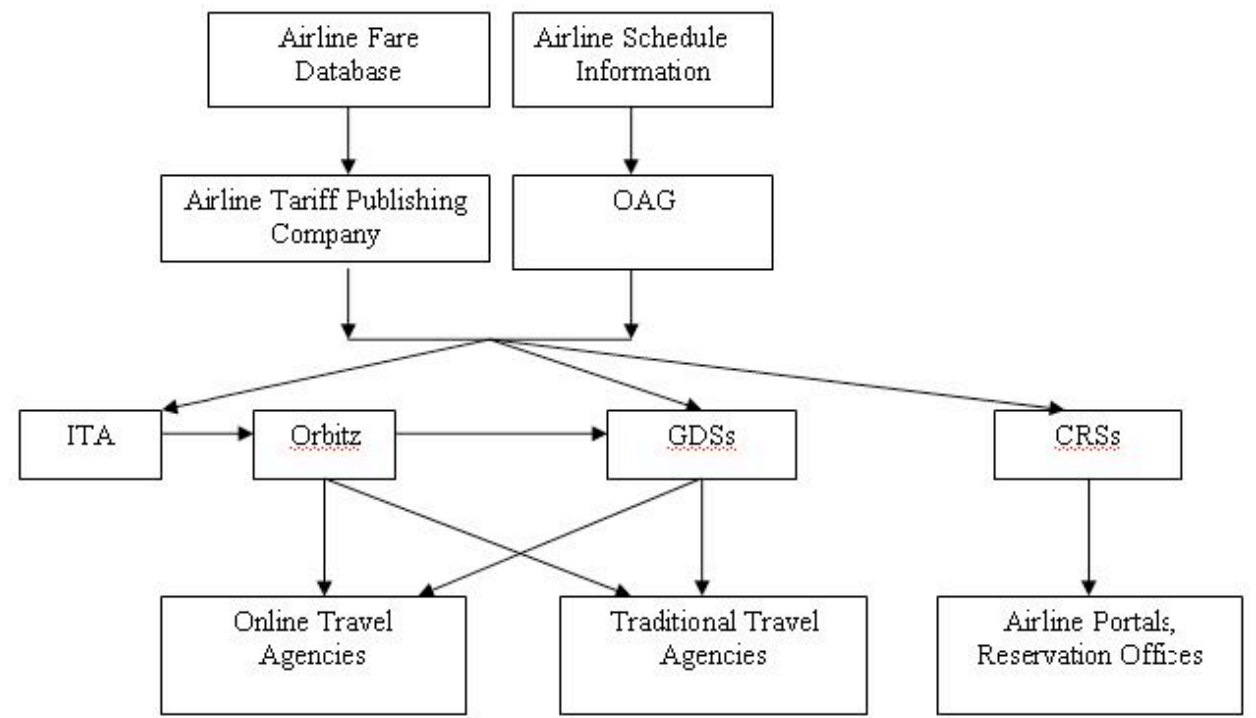 Airline Fare
Database
Airline Schedule
Information
Airline Tariff Publishing
Company
OAG
ITA
Orbitz
GDSs
CRSs
Online Travel
Agencies
Traditional Travel
Agencies
Airline Portals,
Reservation Offices